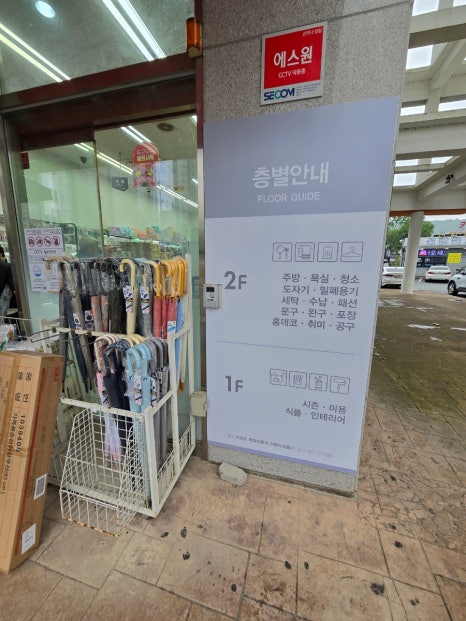 에스원
CCTV 작동중
SECOM
층별안내
FLOOR GUIDE
2F
주방 · 욕실 · 청소
도자기 · 밀폐용기
세탁 · 수납 · 패션
문구 · 완구 · 포장
홈데코 · 취미 · 공구
1F
시즌 · 미용
식품 · 인테리어